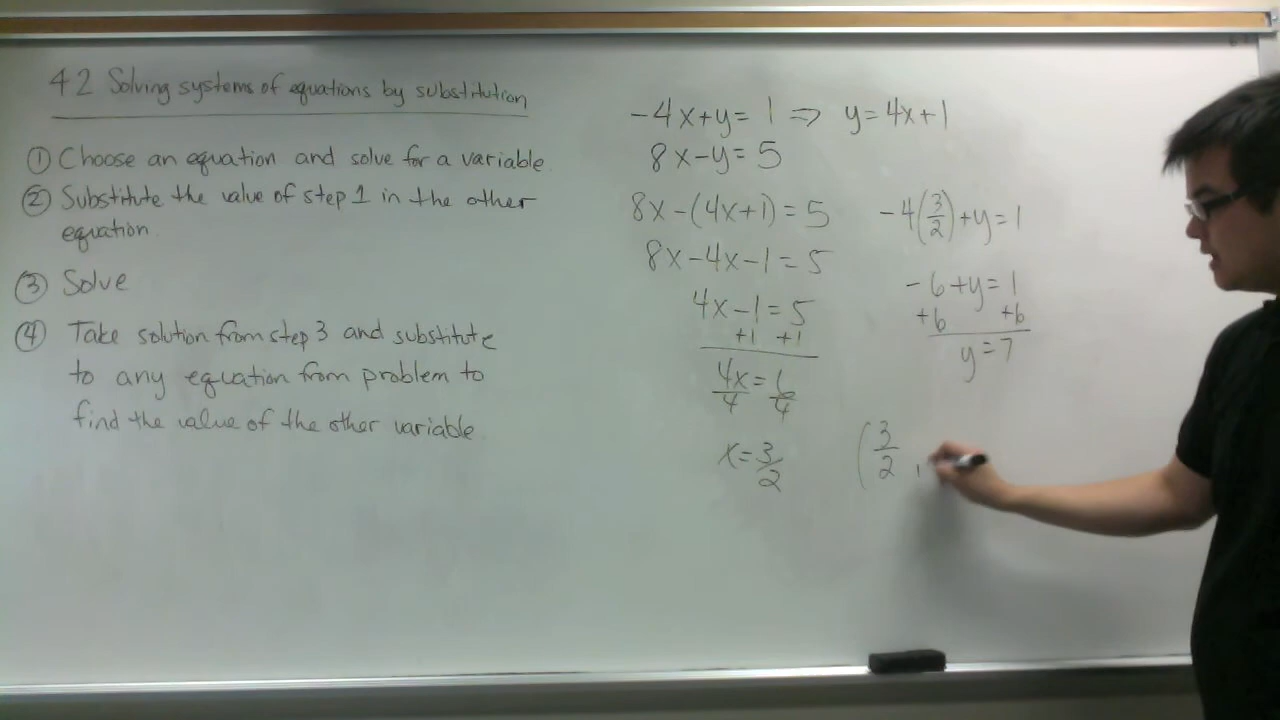 4 2 Solving systems of equations by substitution
① Choose an equation and solve for a variable
② Substitute the value of step 1 in the other
equation.
③ Solve
④ Take solution from step 3 and substitute
to any equation from problem to
find the value of the other variable
-4x+y=1 ⇒ y=4x+1
8x-y=5
8x-(4x+1)=5
8x-4x-1=5
4x-1=5
+1 +1
4x/4=6/4
x=3/2
-4(3/2)+y=1
-6+y=1
+6 +6
y=7
(3/2,